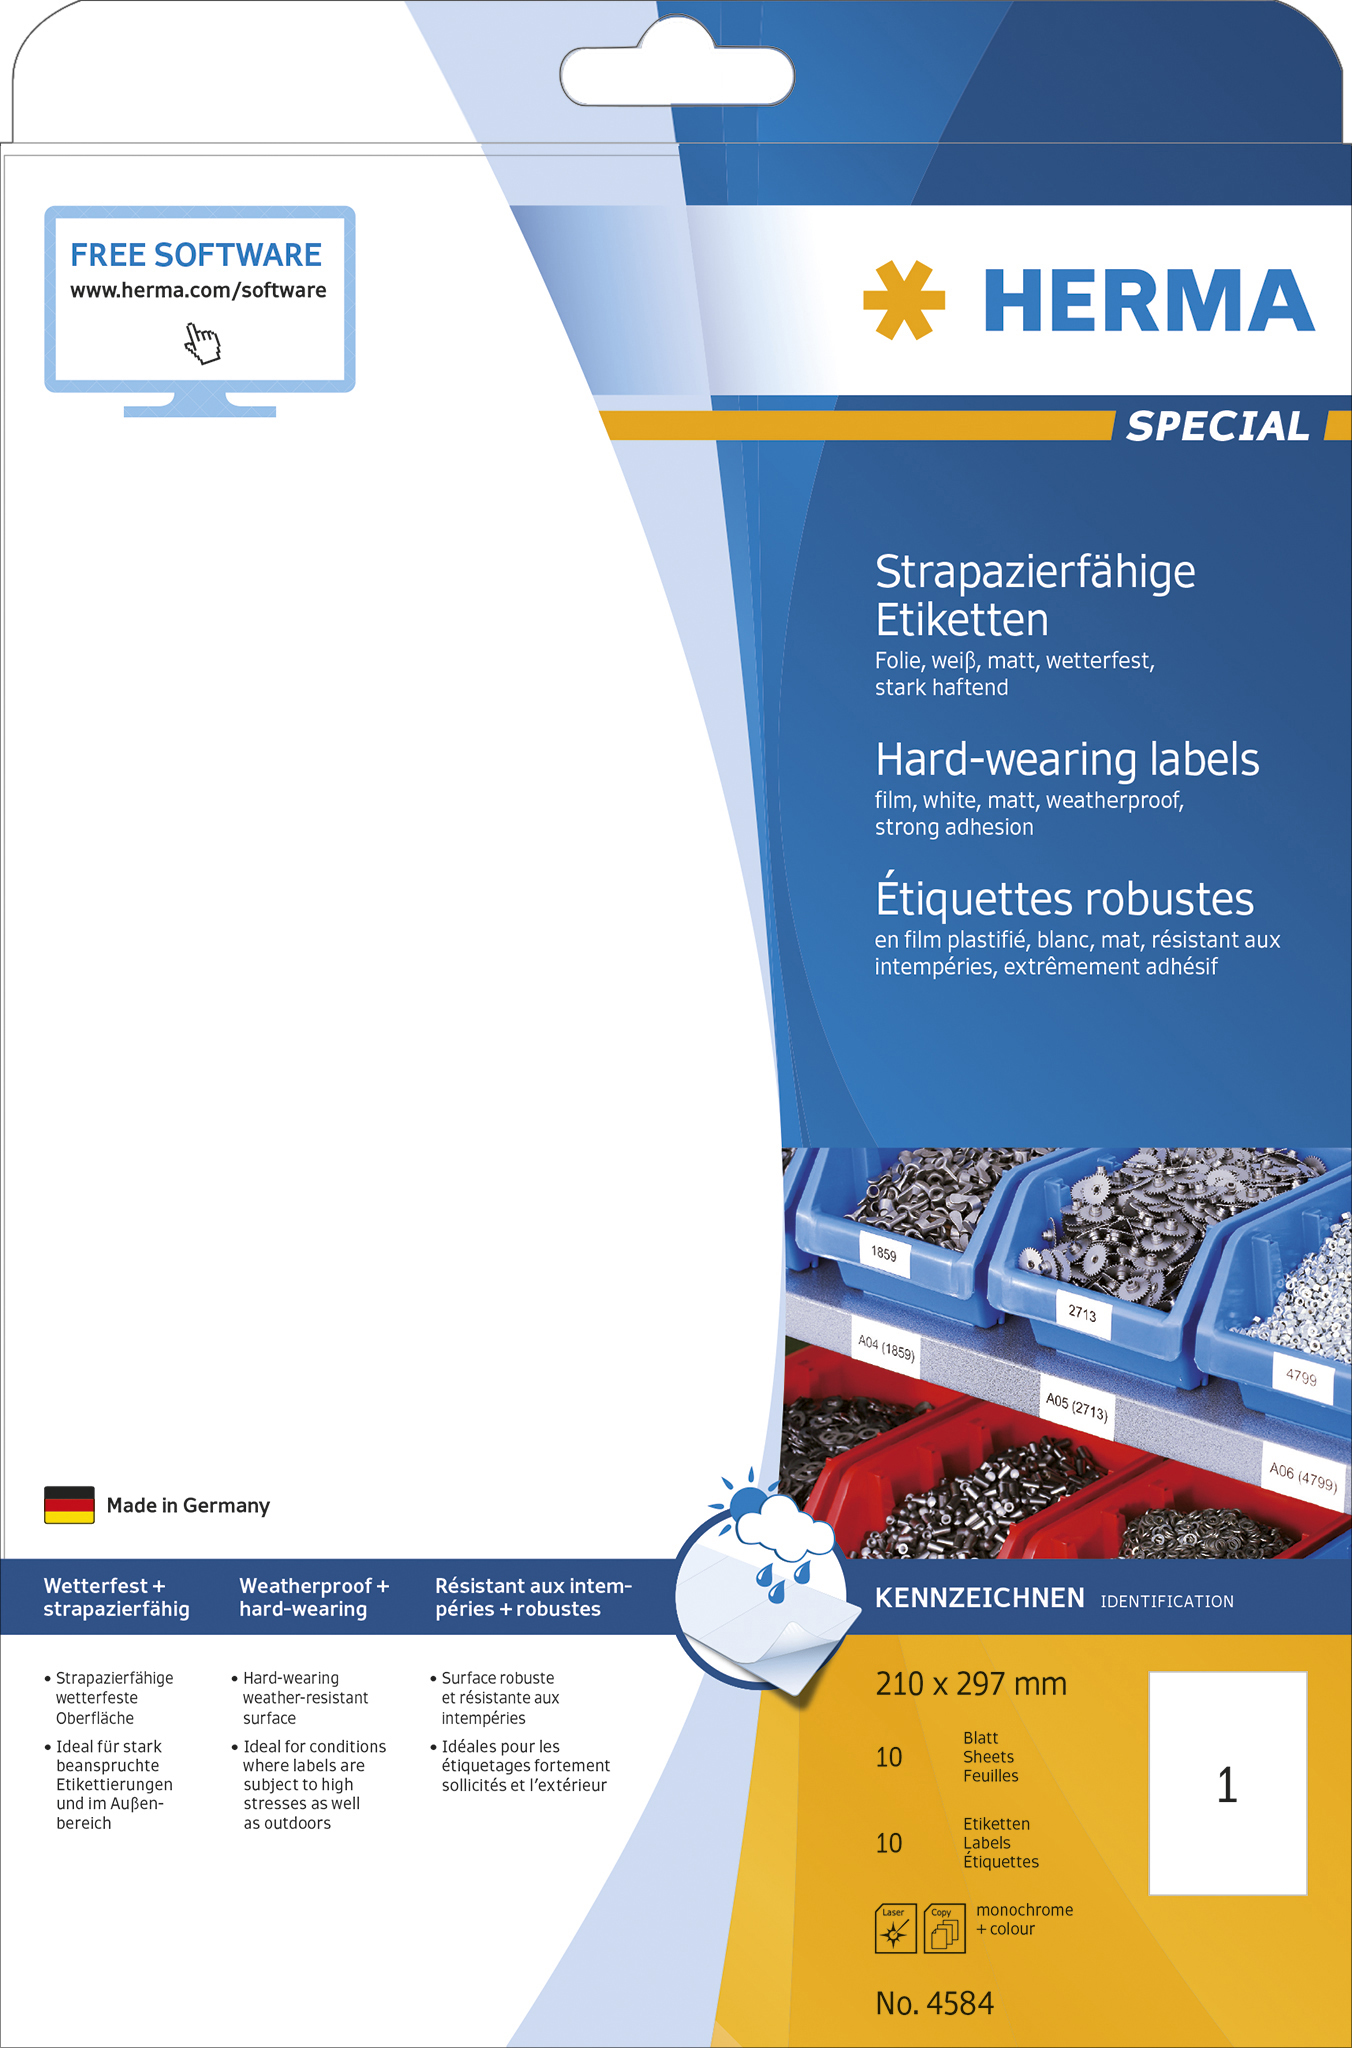 FREE SOFTWARE
www.herma.com/software
HERMA
SPECIAL
Strapazierfähige
Etiketten
Folie, weiß, matt, wetterfest,
stark haftend
Hard-wearing labels
film, white, matt, weatherproof,
strong adhesion
Étiquettes robustes
en film plastifié, blanc, mat, résistant aux
intempéries, extrêmement adhésif
1859
2713
4799
A04 (1859)
A05 (2713)
A06 (4799)
Made in Germany
Wetterfest +
strapazierfähig
Weatherproof +
hard-wearing
Résistant aux intem-
péries + robustes
KENNZEICHNEN IDENTIFICATION
• Strapazierfähige
wetterfeste
Oberfläche
• Ideal für stark
beanspruchte
Etikettierungen
und im Außen-
bereich
• Hard-wearing
weather-resistant
surface
• Ideal for conditions
where labels are
subject to high
stresses as well
as outdoors
• Surface robuste
et résistante aux
intempéries
• Idéales pour les
étiquetages fortement
sollicités et l'extérieur
210 x 297 mm
10
Blatt
Sheets
Feuilles
10
Etiketten
Labels
Étiquettes
1
Laser
Copy
monochrome
+ colour
No. 4584